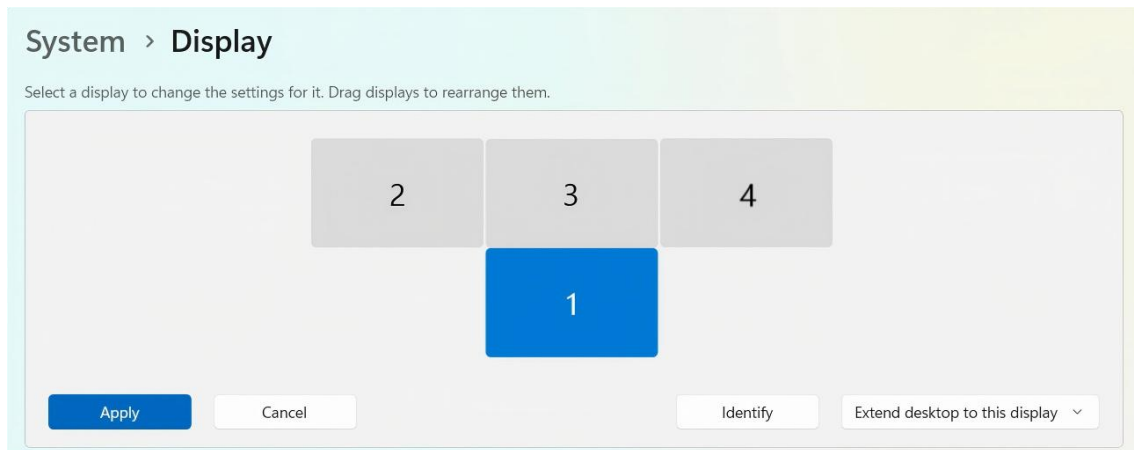 System > Display
Select a display to change the settings for it. Drag displays to rearrange them.
2 3 4
1
Apply Cancel Identify Extend desktop to this display